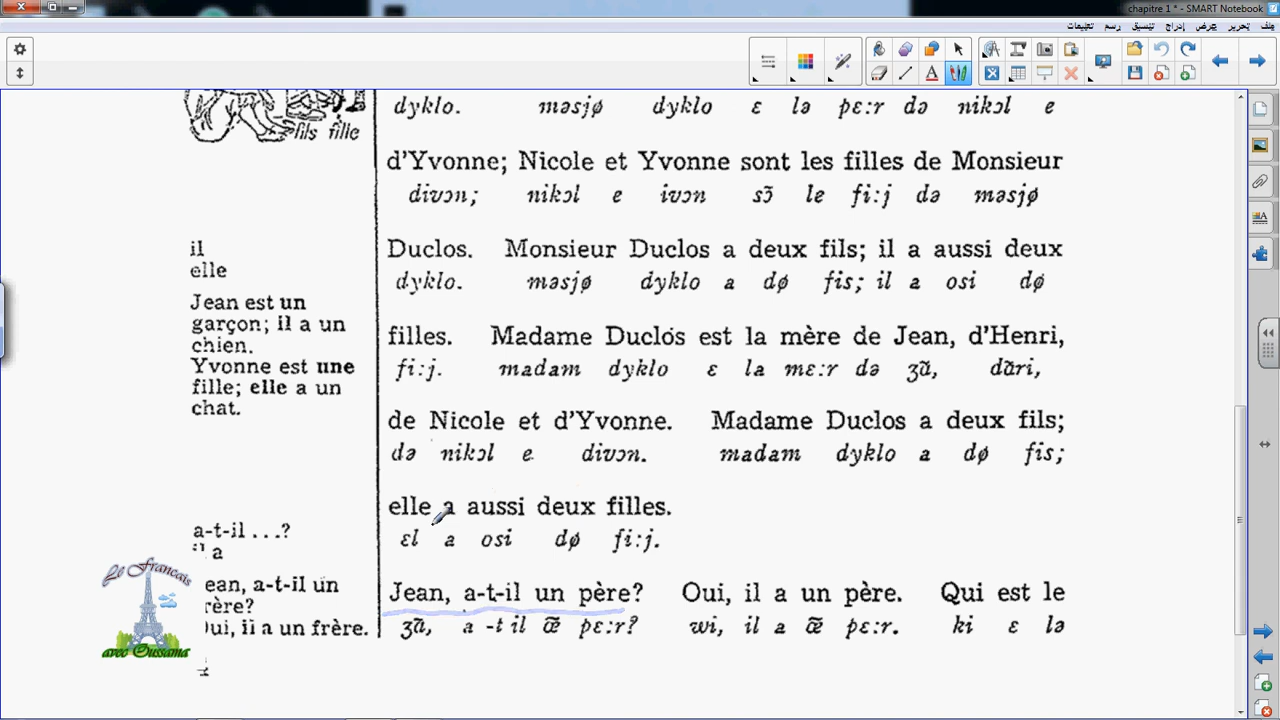 chapitre 1 * - SMART Notebook
ملف تحرير عرض إدراج تنسيق رسم تعليمات
fils fille
dyklo. məsjø dyklo ɛ lə pɛ:r də nikɔl e
d'Yvonne; Nicole et Yvonne sont les filles de Monsieur
divɔn; nikɔl e ivɔn sɔ̃ le fi:j də məsjø
il
elle
Duclos. Monsieur Duclos a deux fils; il a aussi deux
dyklo. məsjø dyklo a dø fis; il a osi dø
Jean est un
garçon; il a un
chien.
Yvonne est une
fille; elle a un
chat.
filles. Madame Duclos est la mère de Jean, d'Henri,
fi:j. madam dyklo ɛ la mɛ:r də ʒɑ̃, dɑ̃ri,
de Nicole et d'Yvonne. Madame Duclos a deux fils;
də nikɔl e divɔn. madam dyklo a dø fis;
elle a aussi deux filles.
ɛl a osi dø fi:j.
a-t-il . . .?
il a
ean, a-t-il un
rère?
Oui, il a un frère.
Jean, a-t-il un père? Oui, il a un père. Qui est le
ʒɑ̃, a -t il œ̃ pɛ:r? wi, il a œ̃ pɛ:r. ki ɛ lə
Le Francais
avec Oussama